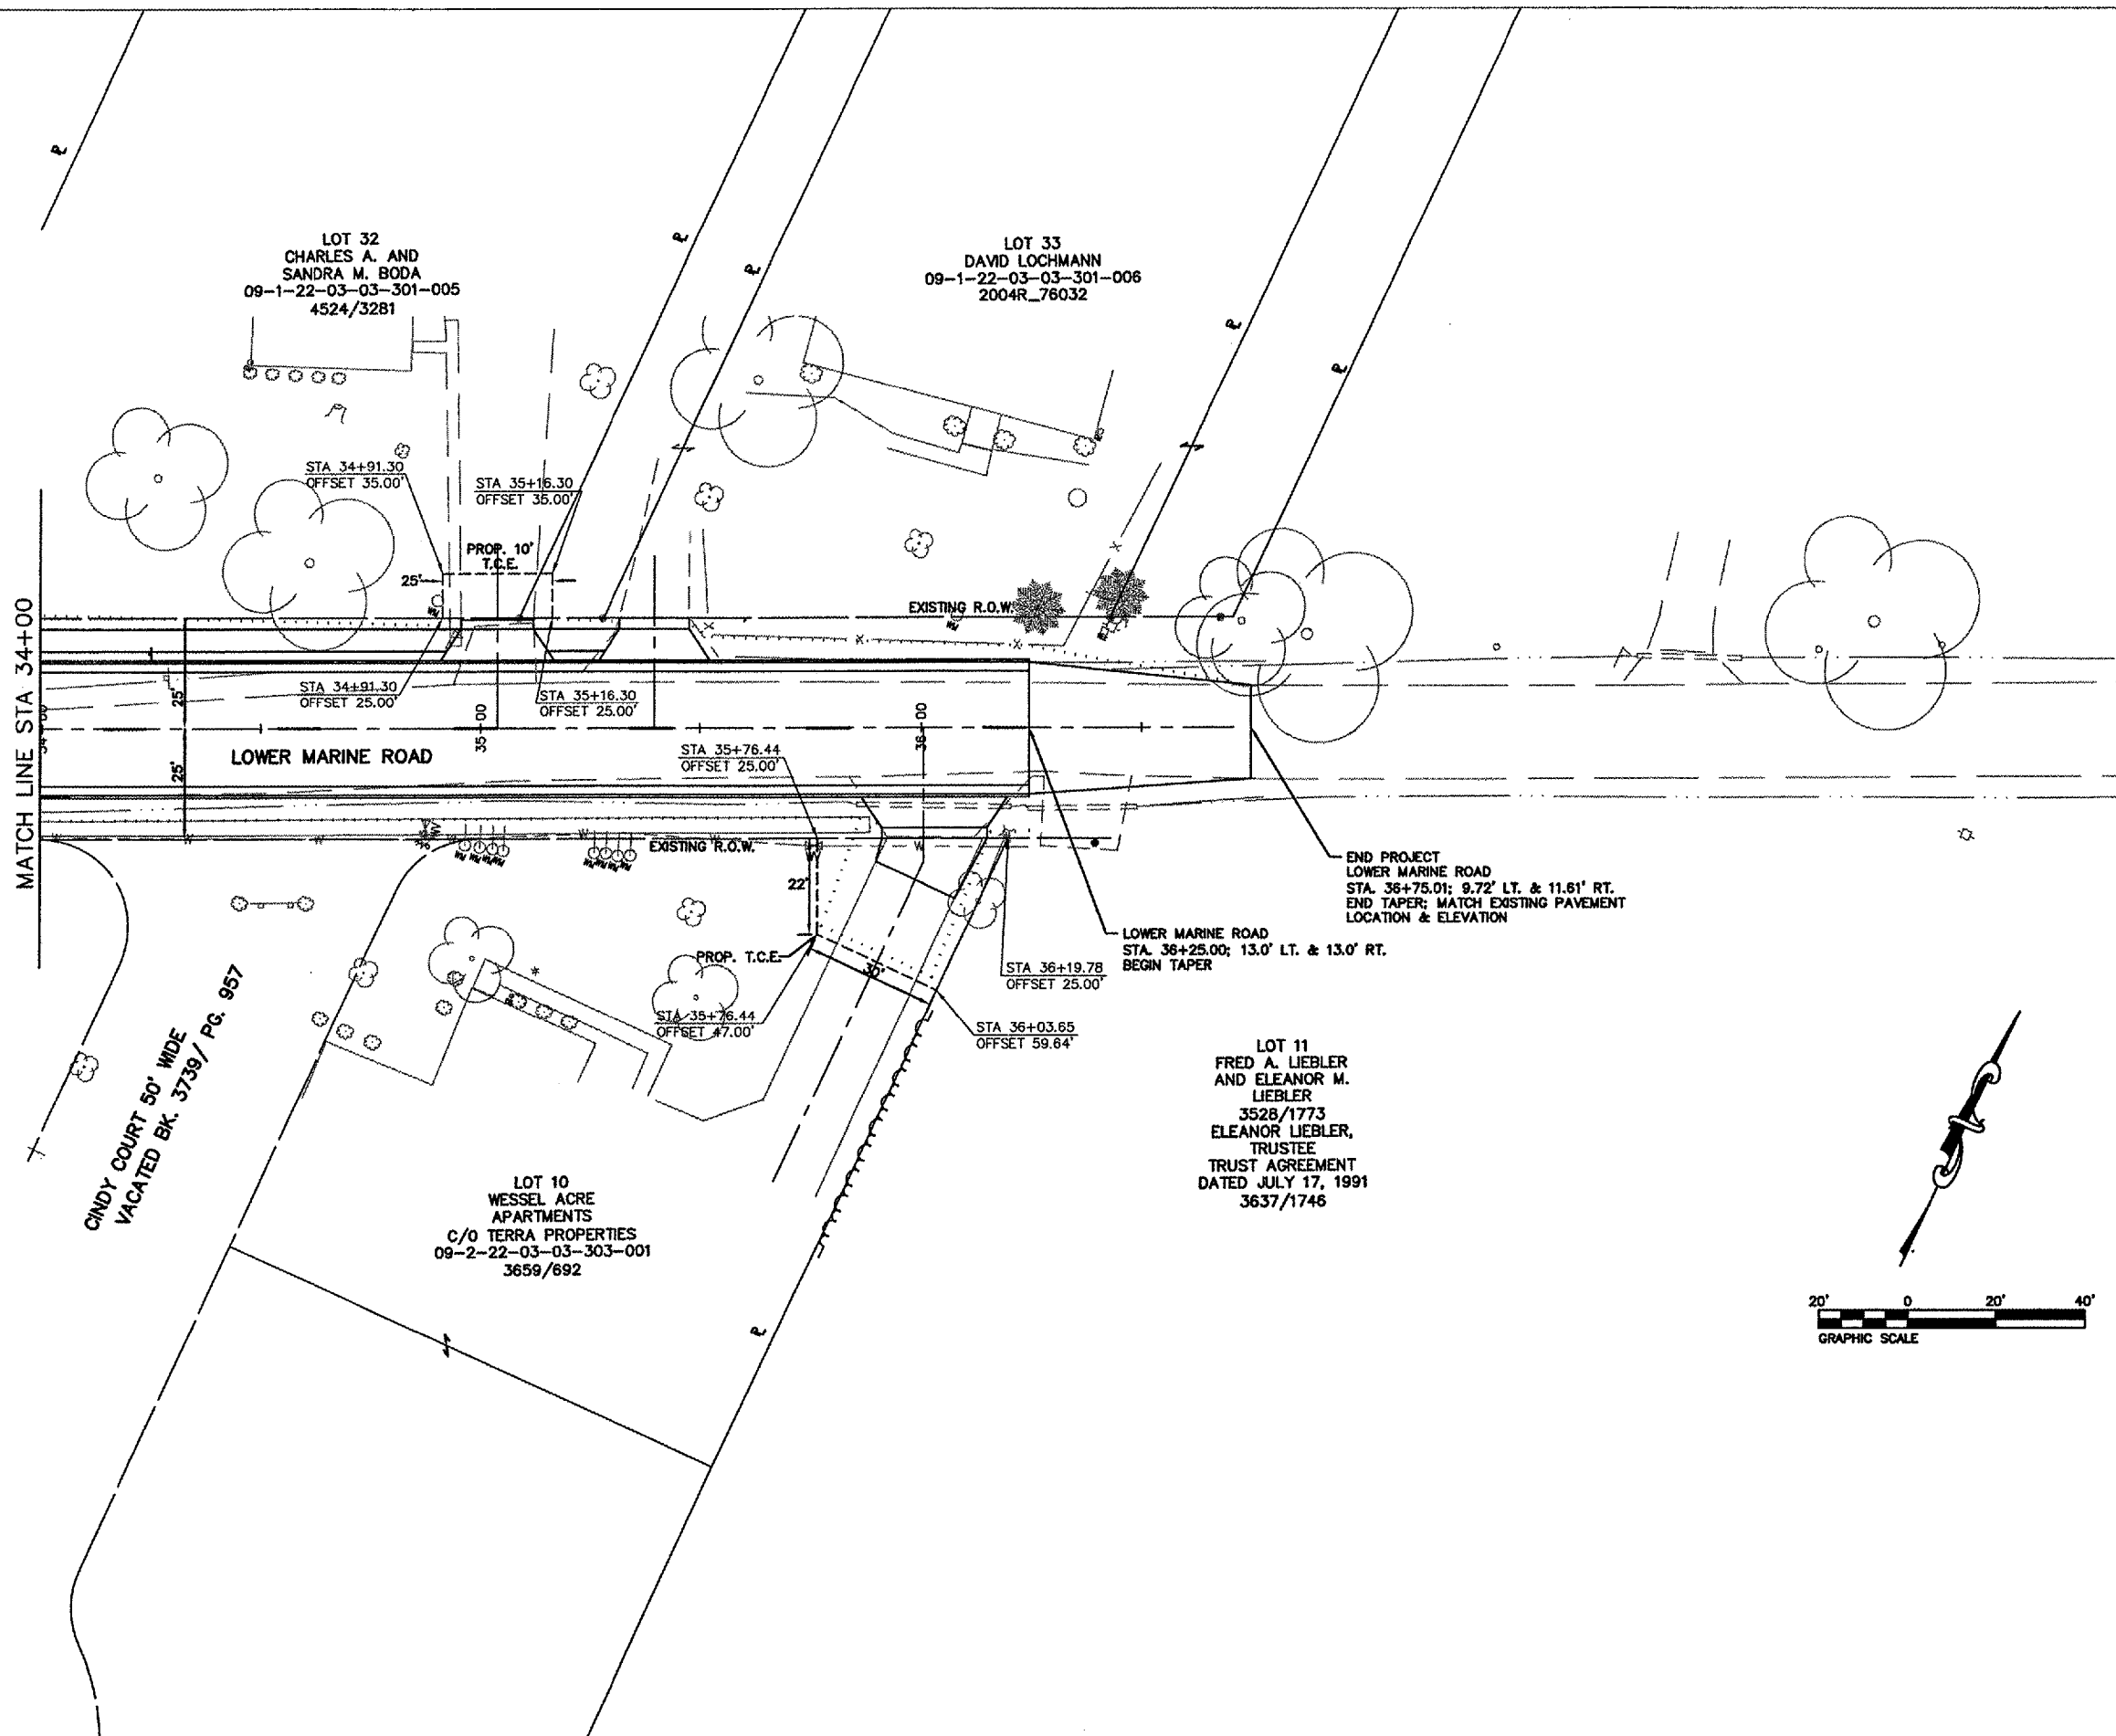 LOT 32
CHARLES A. AND
SANDRA M. BODA
09-1-22-03-03-301-005
4524/3281
LOT 33
DAVID LOCHMANN
09-1-22-03-03-301-006
2004R_76032
STA 34+91.30
OFFSET 35.00'
STA 35+16.30
OFFSET 35.00'
PROP. 10'
T.C.E.
25'
EXISTING R.O.W.
MATCH LINE STA 34+00
STA 34+91.30
OFFSET 25.00'
STA 35+16.30
OFFSET 25.00'
25'
25'
35+00
36+00
LOWER MARINE ROAD
STA 35+76.44
OFFSET 25.00'
EXISTING R.O.W.
22'
PROP. T.C.E.
30'
STA 35+76.44
OFFSET 47.00'
STA 36+19.78
OFFSET 25.00'
STA 36+03.65
OFFSET 59.64'
END PROJECT
LOWER MARINE ROAD
STA. 36+75.01; 9.72' LT. & 11.61' RT.
END TAPER; MATCH EXISTING PAVEMENT
LOCATION & ELEVATION
LOWER MARINE ROAD
STA. 36+25.00; 13.0' LT. & 13.0' RT.
BEGIN TAPER
CINDY COURT 50' WIDE
VACATED BK. 3739/ PG. 957
LOT 11
FRED A. LIEBLER
AND ELEANOR M.
LIEBLER
3528/1773
ELEANOR LIEBLER,
TRUSTEE
TRUST AGREEMENT
DATED JULY 17, 1991
3637/1746
LOT 10
WESSEL ACRE
APARTMENTS
C/O TERRA PROPERTIES
09-2-22-03-03-303-001
3659/692
20' 0 20' 40'
GRAPHIC SCALE